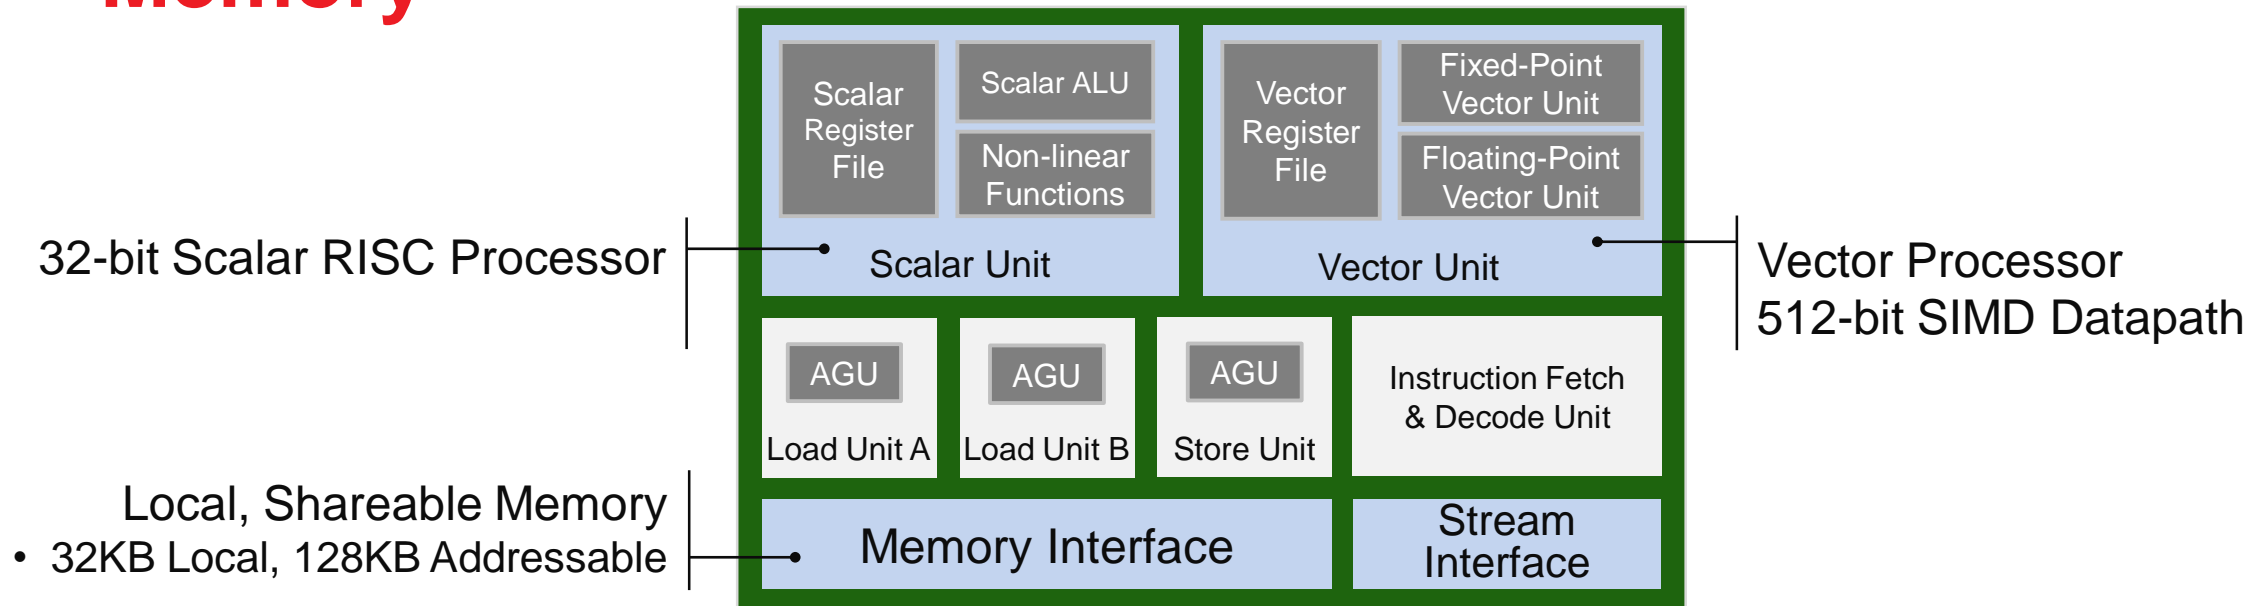 Memory
Scalar
Register
File
Scalar ALU
Non-linear
Functions
Scalar Unit
Vector
Register
File
Fixed-Point
Vector Unit
Floating-Point
Vector Unit
Vector Unit
32-bit Scalar RISC Processor
Vector Processor
512-bit SIMD Datapath
AGU
Load Unit A
AGU
Load Unit B
AGU
Store Unit
Instruction Fetch
& Decode Unit
Local, Shareable Memory
• 32KB Local, 128KB Addressable
Memory Interface
Stream
Interface